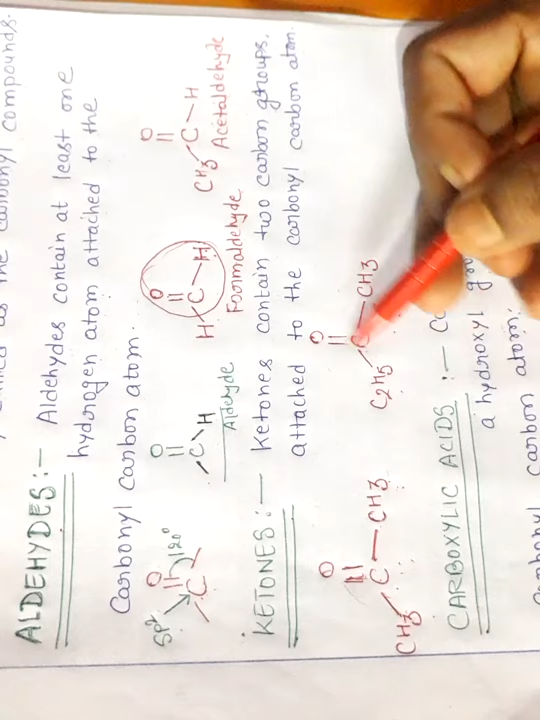 compounds.
ALDEHYDES:- Aldehydes contain at least one
hydrogen atom attached to the
Carbonyl carbon atom.
SP² O 120° C
O C H Aldehyde
O H C H Foormaldehyde
O CH3 C H Acetaldehyde
KETONES:- Ketones contain two carbon groups.
attached to the carbonyl carbon atom.
O CH3 C CH3
O C2H5 C CH3
CARBOXYLIC ACIDS :-
a hydroxyl
carbon atom.